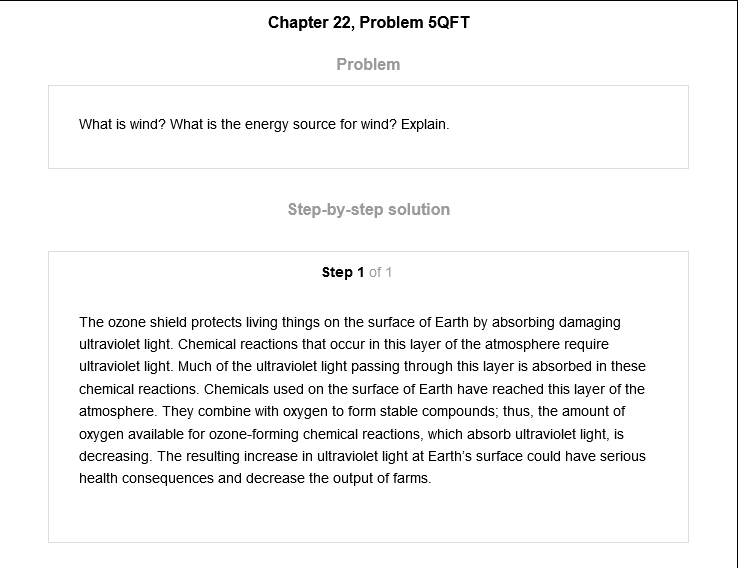 Chapter 22, Problem 5QFT
Problem
What is wind? What is the energy source for wind? Explain.
Step-by-step solution
Step 1 of 1
The ozone shield protects living things on the surface of Earth by absorbing damaging
ultraviolet light. Chemical reactions that occur in this layer of the atmosphere require
ultraviolet light. Much of the ultraviolet light passing through this layer is absorbed in these
chemical reactions. Chemicals used on the surface of Earth have reached this layer of the
atmosphere. They combine with oxygen to form stable compounds; thus, the amount of
oxygen available for ozone-forming chemical reactions, which absorb ultraviolet light, is
decreasing. The resulting increase in ultraviolet light at Earth’s surface could have serious
health consequences and decrease the output of farms.